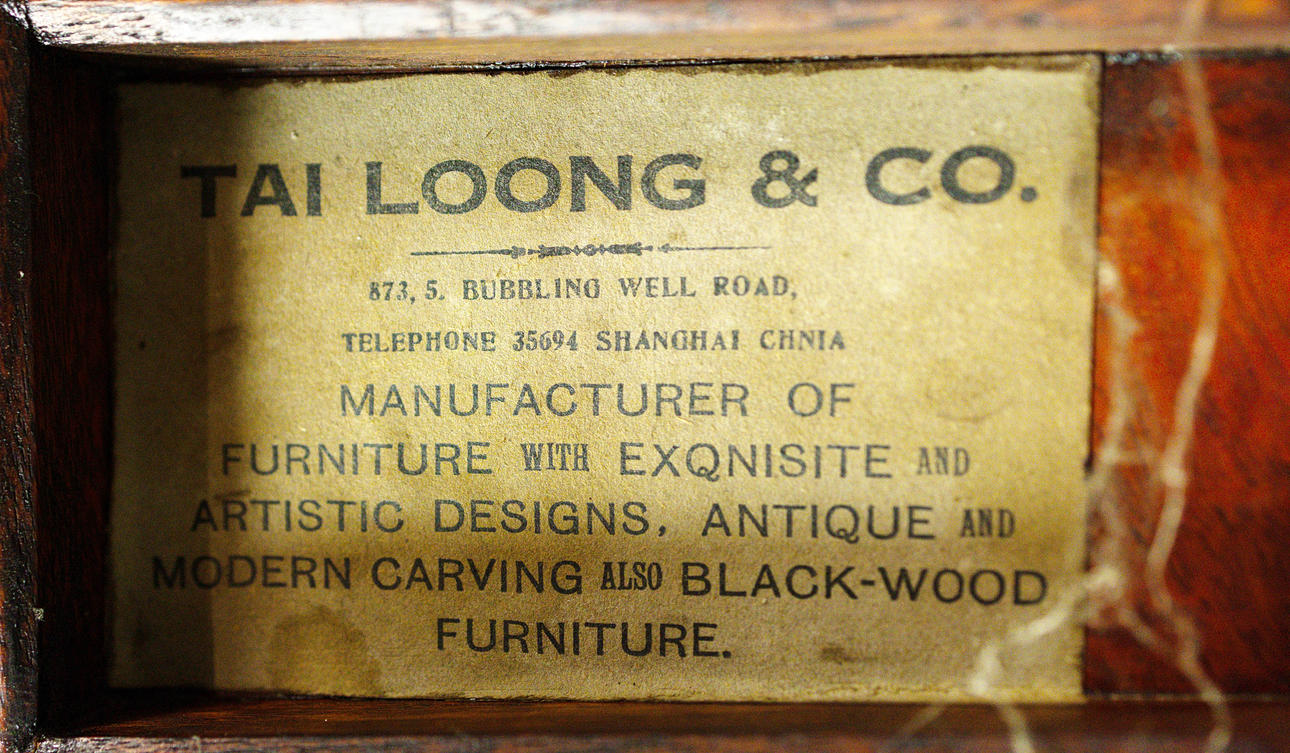 TAI LOONG & CO.
873, 5. BUBBLING WELL ROAD,
TELEPHONE 35694 SHANGHAI CHNIA
MANUFACTURER OF
FURNITURE WITH EXQNISITE AND
ARTISTIC DESIGNS, ANTIQUE AND
MODERN CARVING ALSO BLACK-WOOD
FURNITURE.